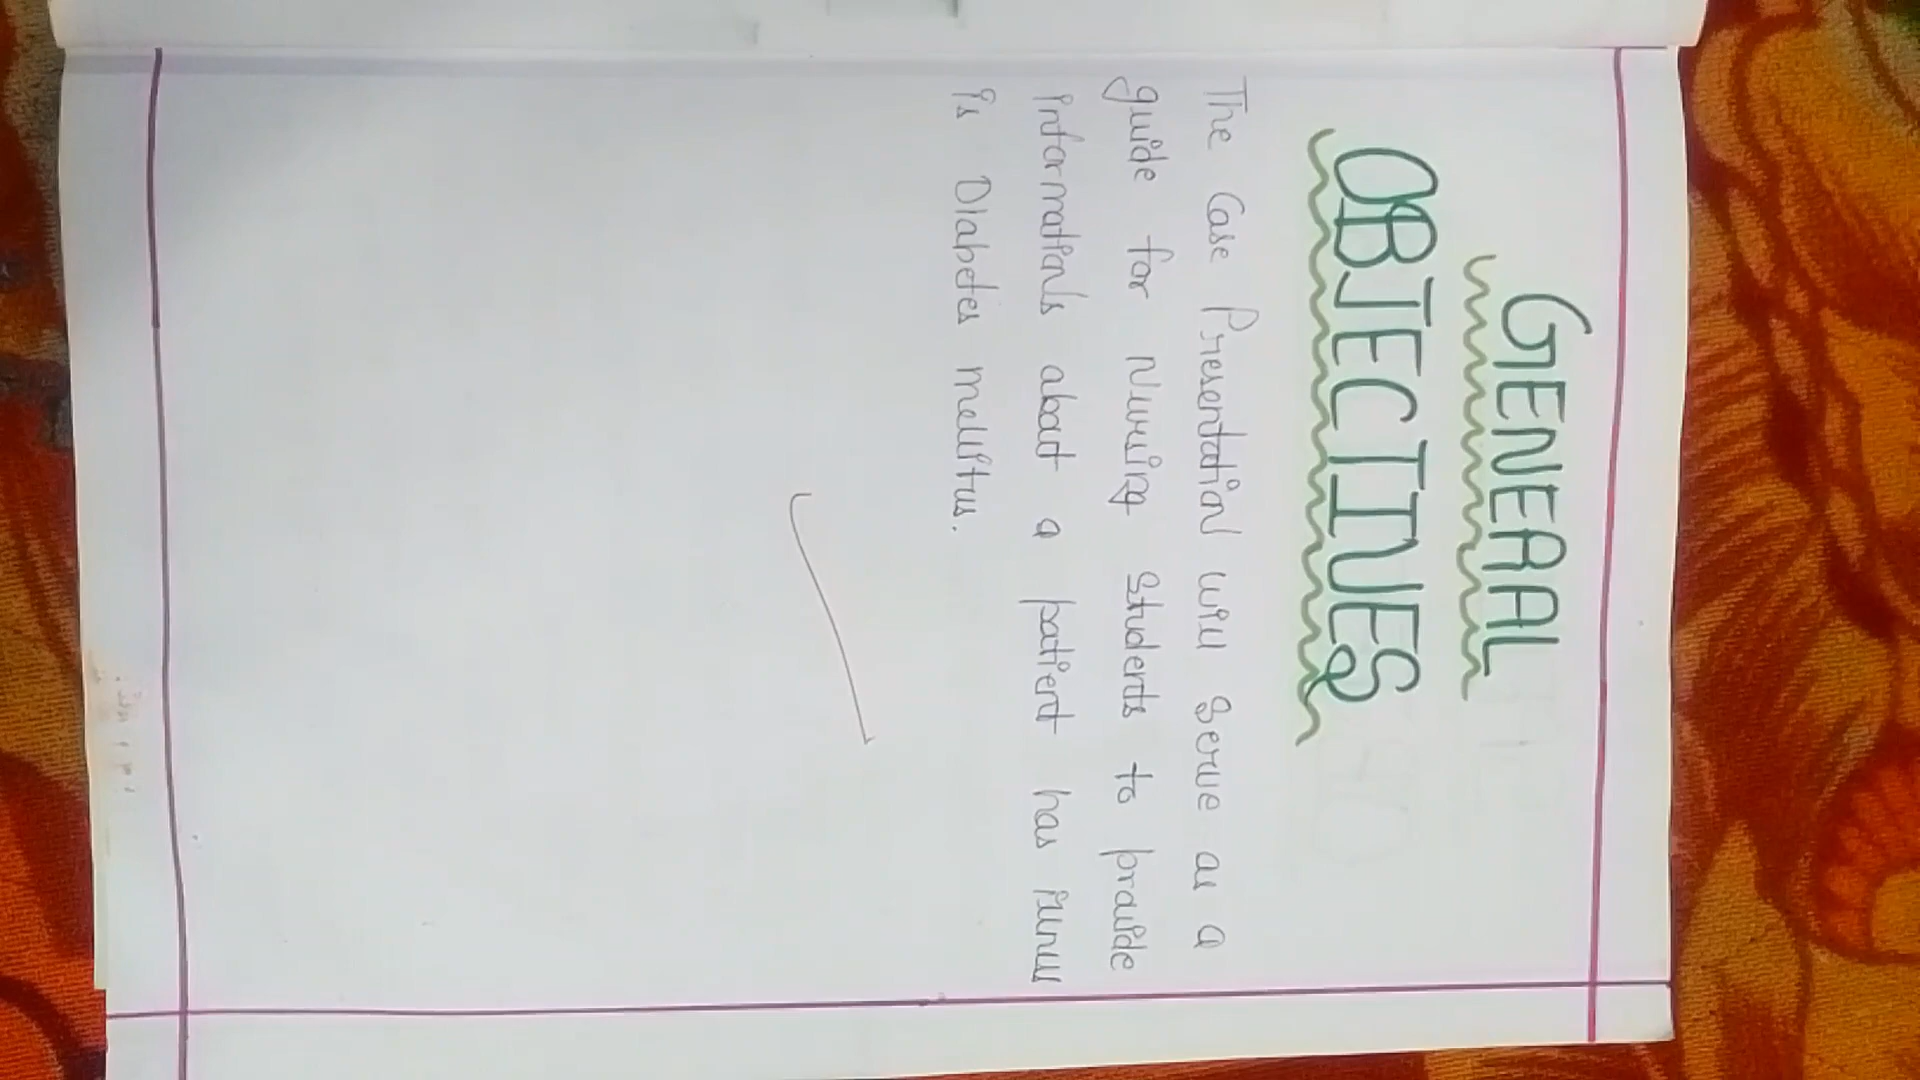 GENERAL
OBJECTIVES
The Case Presentation will serve as a
guide for Nursing Students to provide
informations about a patient has
is Diabetes mellitus.